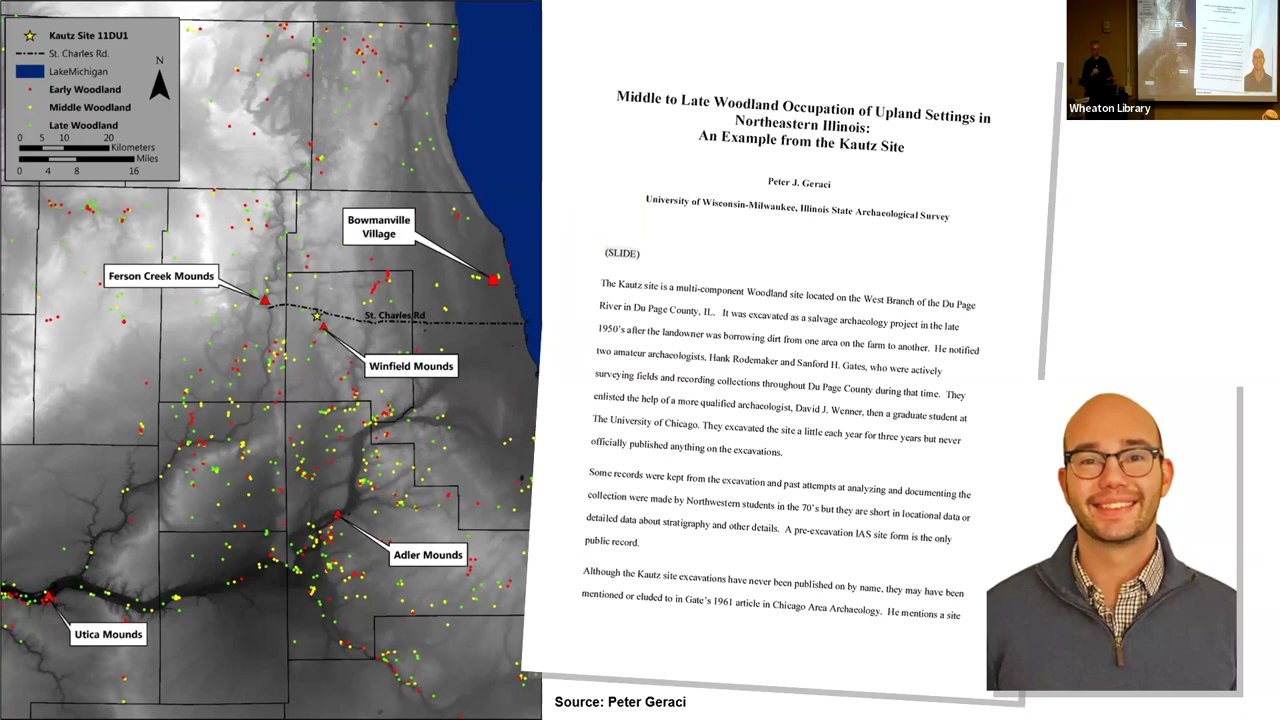 Kautz Site 11DU1
St. Charles Rd.
LakeMichigan
Early Woodland
Middle Woodland
Late Woodland
N
0 5 10 20
Kilometers
Miles
0 4 8 16
Bowmanville
Village
Ferson Creek Mounds
St. Charles Rd
Winfield Mounds
Adler Mounds
Utica Mounds
Middle to Late Woodland Occupation of Upland Settings in
Northeastern Illinois:
An Example from the Kautz Site
Peter J. Geraci
University of Wisconsin-Milwaukee, Illinois State Archaeological Survey
(SLIDE)
The Kautz site is a multi-component Woodland site located on the West Branch of the Du Page
River in Du Page County, IL. It was excavated as a salvage archaeology project in the late
1950's after the landowner was borrowing dirt from one area on the farm to another. He notified
two amateur archaeologists, Hank Rodemaker and Sanford H. Gates, who were actively
surveying fields and recording collections throughout Du Page County during that time. They
enlisted the help of a more qualified archaeologist, David J. Wenner, then a graduate student at
The University of Chicago. They excavated the site a little each year for three years but never
officially published anything on the excavations.
Some records were kept from the excavation and past attempts at analyzing and documenting the
collection were made by Northwestern students in the 70's but they are short in locational data or
detailed data about stratigraphy and other details. A pre-excavation IAS site form is the only
public record.
Although the Kautz site excavations have never been published on by name, they may have been
mentioned or eluded to in Gate's 1961 article in Chicago Area Archaeology. He mentions a site
Source: Peter Geraci
Wheaton Library